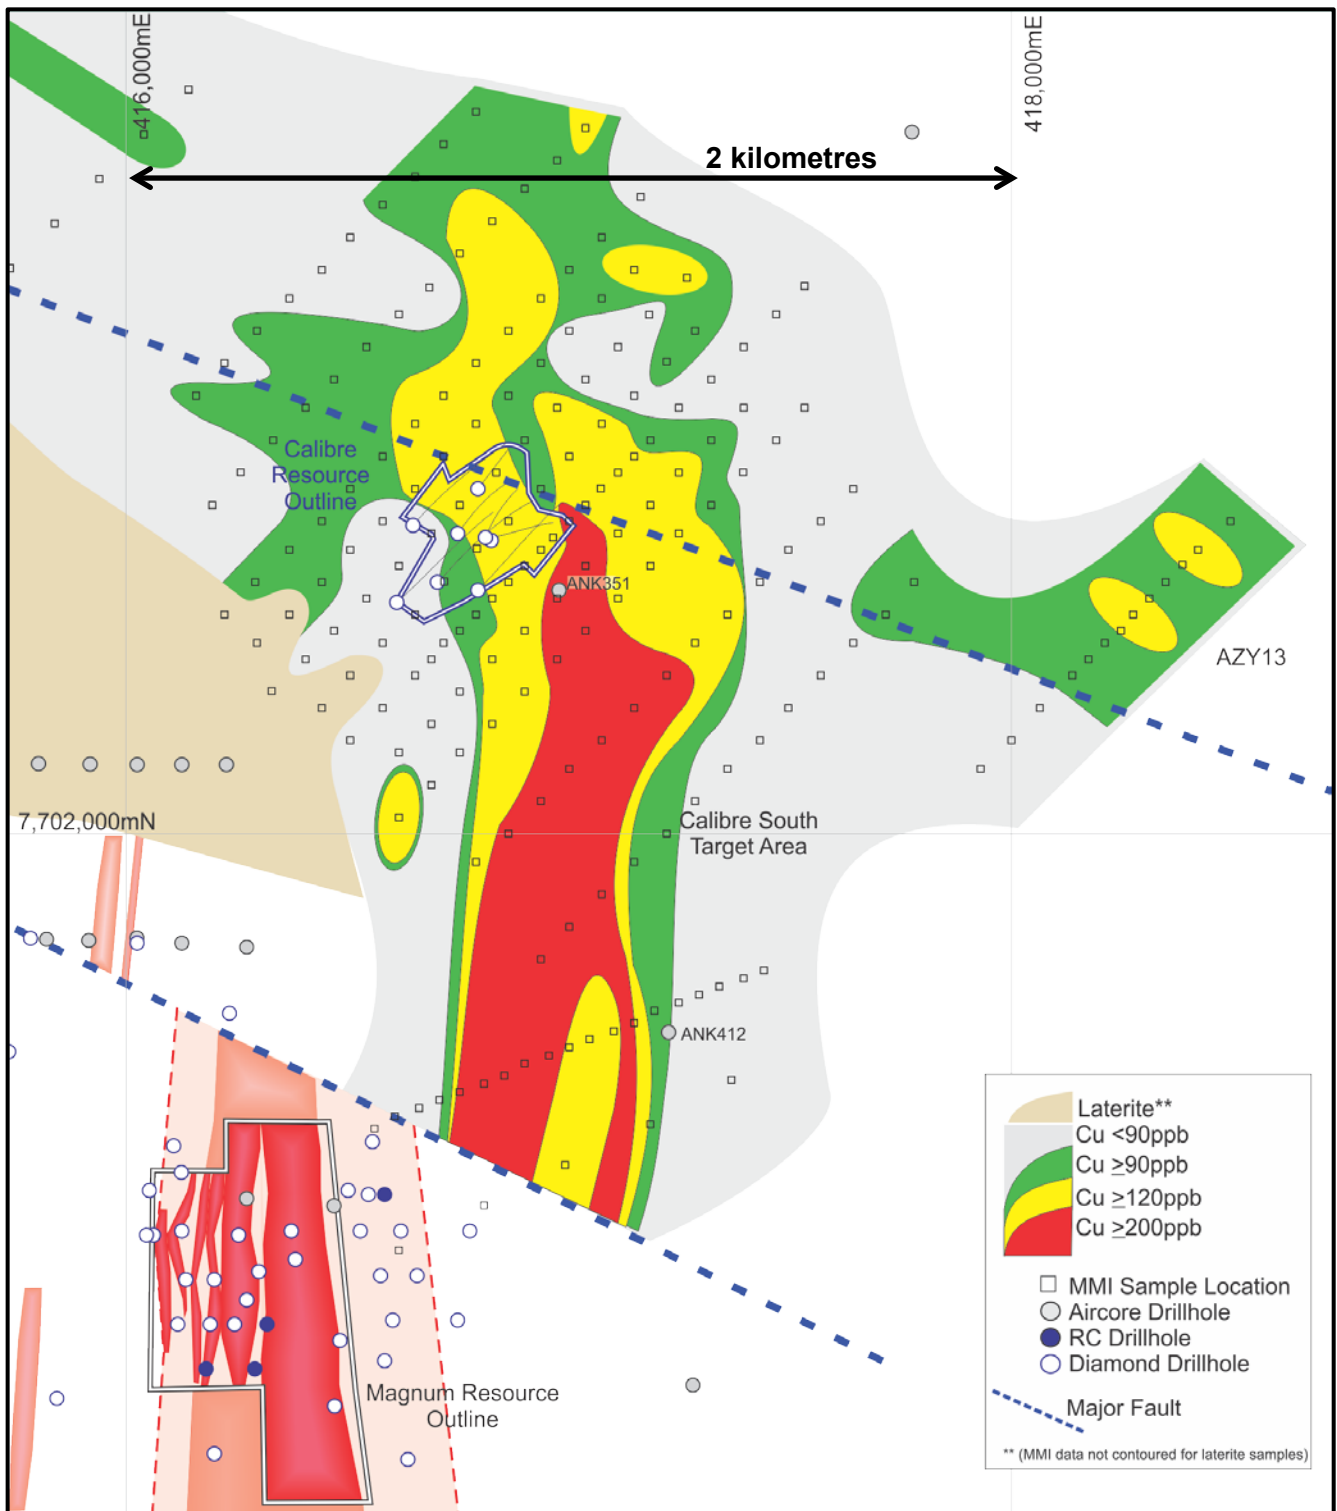 416,000mE
418,000mE
2 kilometres
Calibre
Resource
Outline
ANK351
AZY13
7,702,000mN
Calibre South
Target Area
ANK412
Magnum Resource
Outline
Laterite**
Cu <90ppb
Cu ≥90ppb
Cu ≥120ppb
Cu ≥200ppb
MMI Sample Location
Aircore Drillhole
RC Drillhole
Diamond Drillhole
Major Fault
** (MMI data not contoured for laterite samples)